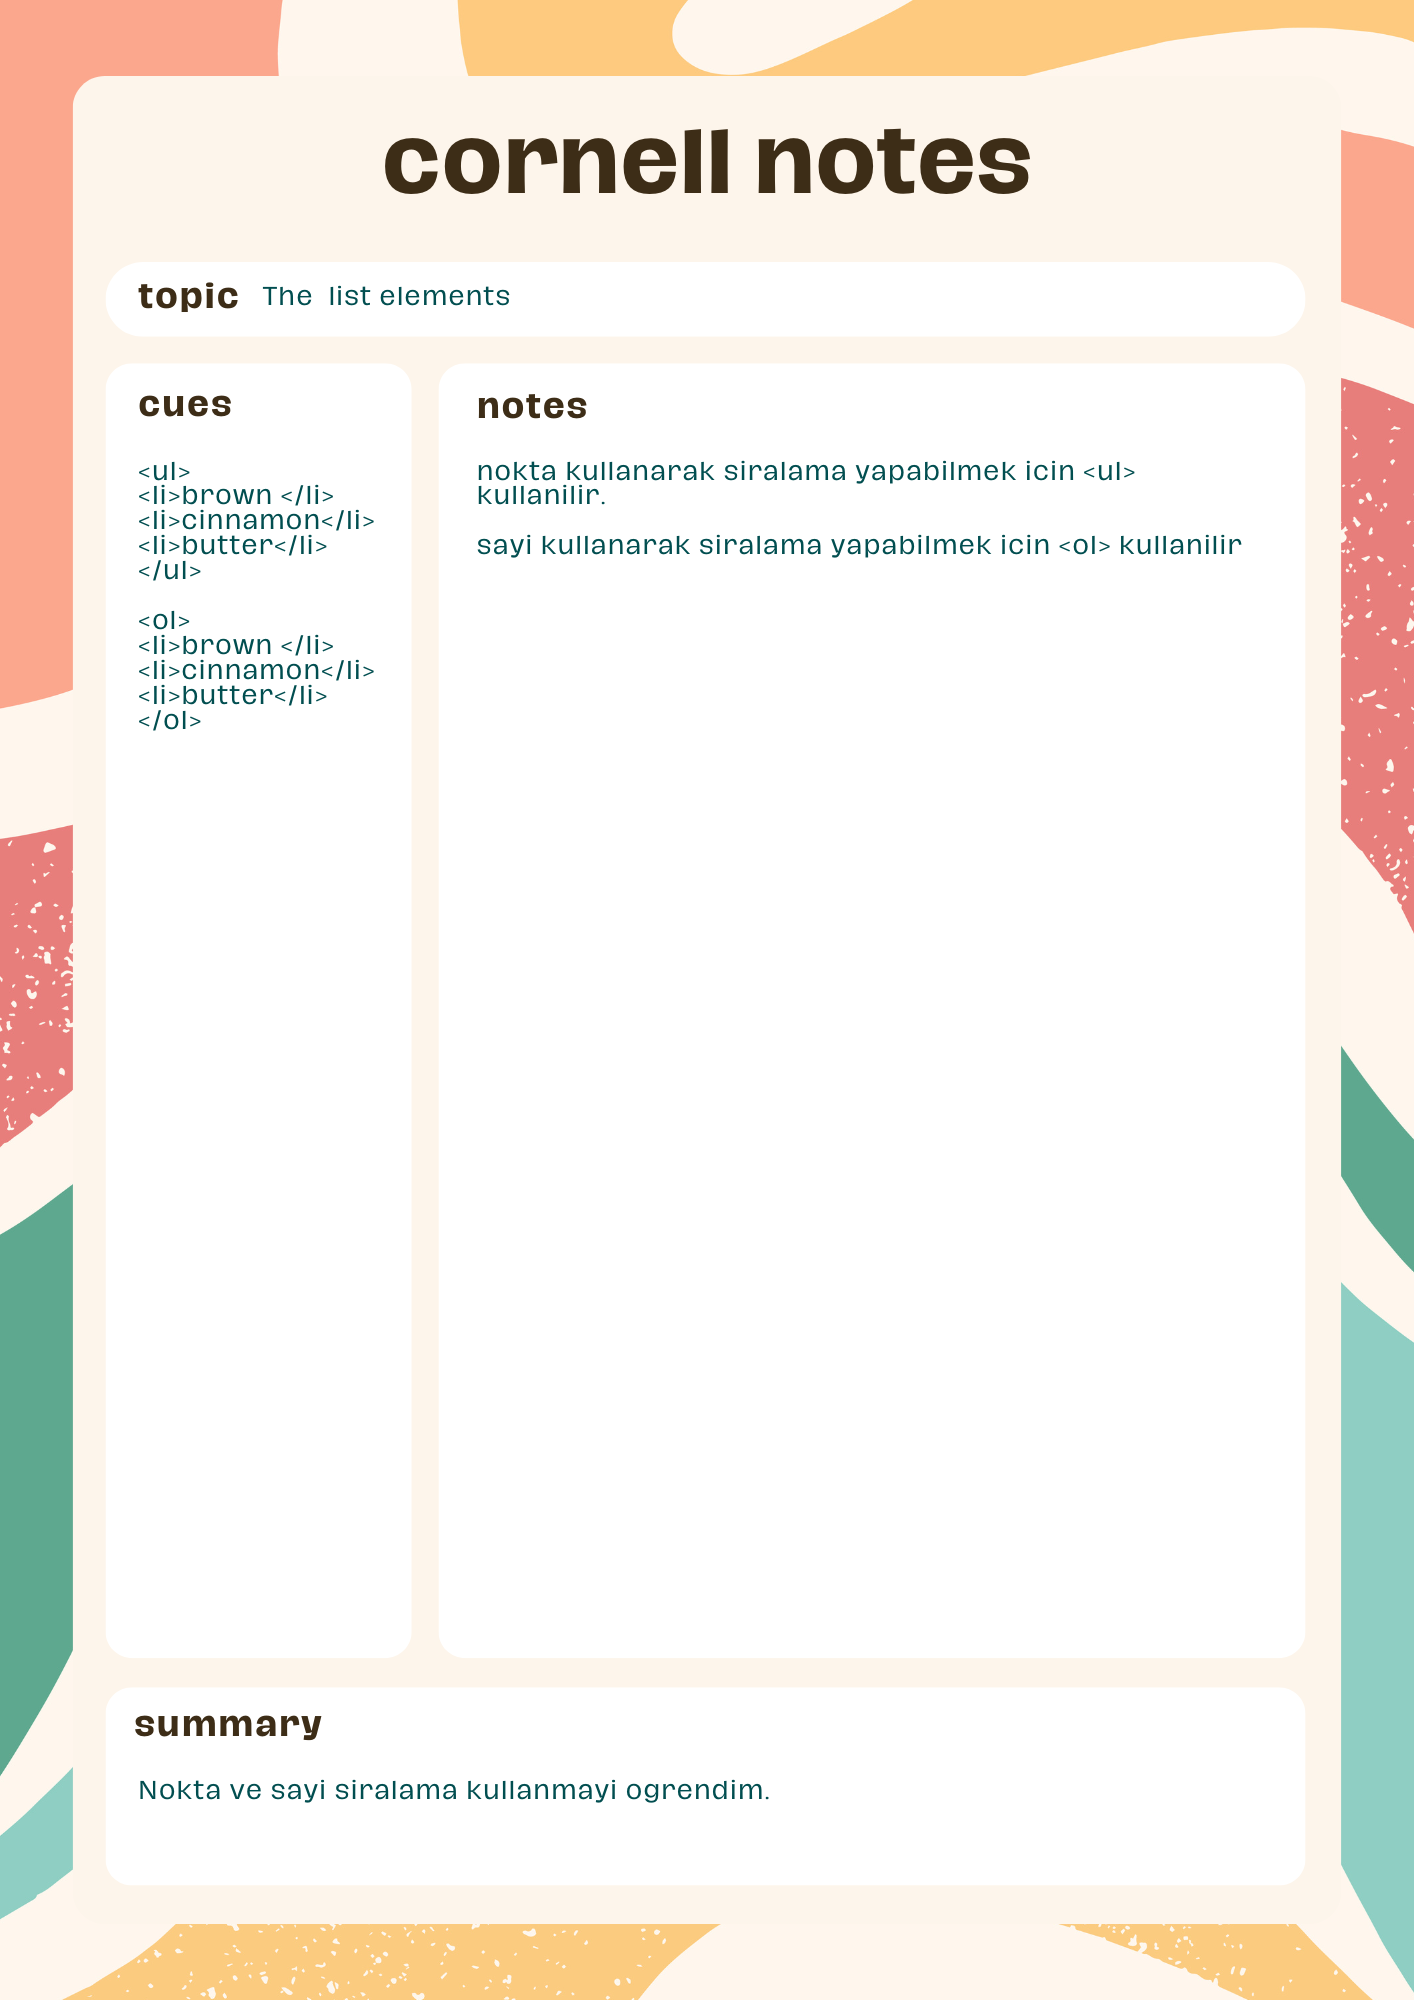 cornell notes
topic The list elements
cues
<ul>
<li>brown </li>
<li>cinnamon</li>
<li>butter</li>
</ul>
<ol>
<li>brown </li>
<li>cinnamon</li>
<li>butter</li>
</ol>
notes
nokta kullanarak siralama yapabilmek icin <ul>
kullanilir.
sayi kullanarak siralama yapabilmek icin <ol> kullanilir
summary
Nokta ve sayi siralama kullanmayi ogrendim.